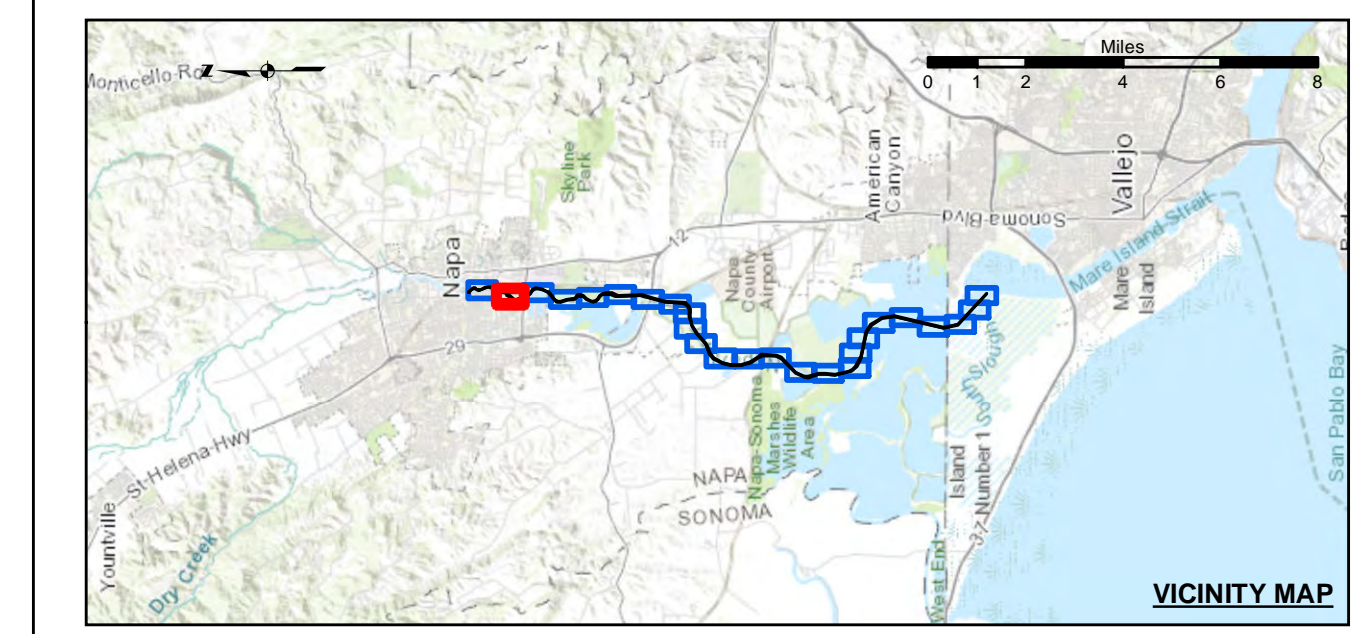 Miles
0 1 2 4 6 8
Monticello Rd
Z
Skyline
Park
American
Canyon
Vallejo
Sonoma-Blvd
Mare Island Strait
Napa
12
Napa
County
Airport
Mare
Island
29
South Slough
St-Helena-Hwy
Napa-Sonoma
Marshes
Wildlife
Area
NAPA
SONOMA
Island
Number 1
37
San Pablo Bay
Yountville
Dry Creek
West End
VICINITY MAP